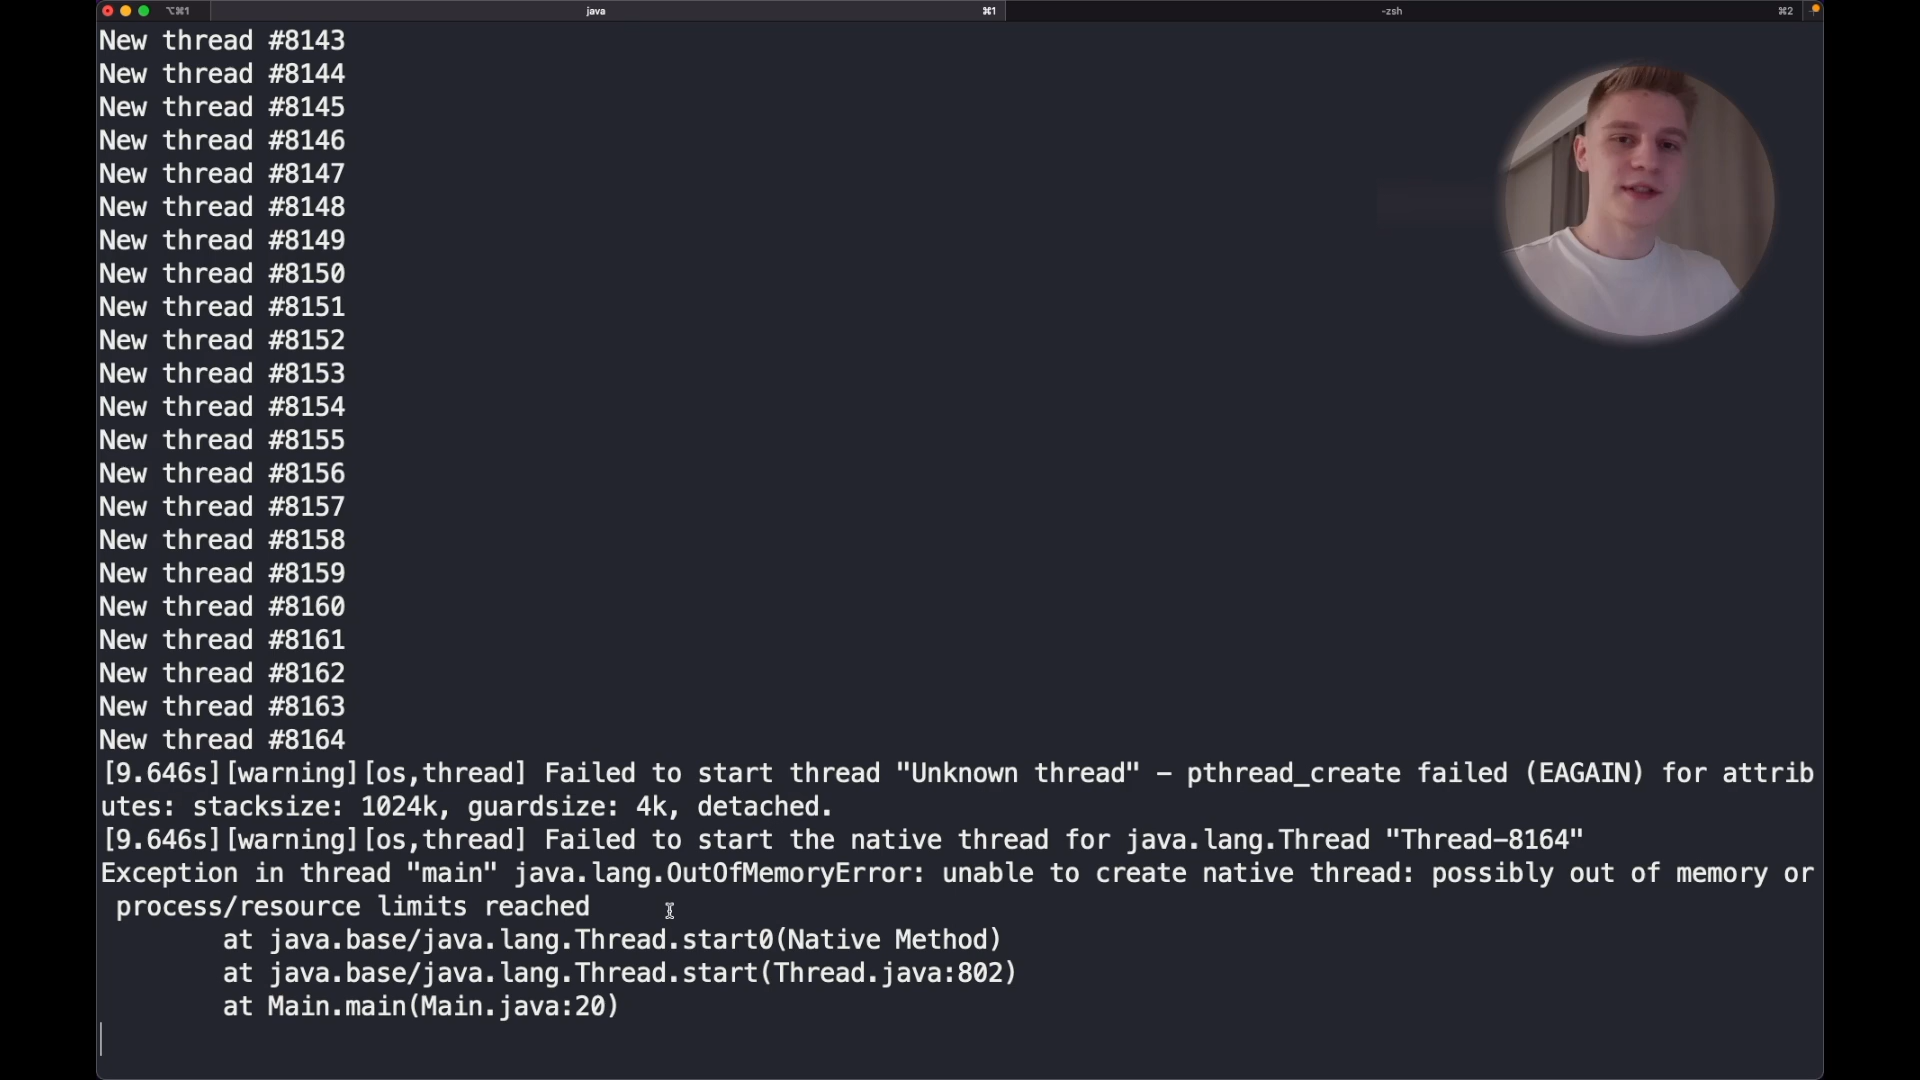 ⌥⌘1 java ⌘1 -zsh ⌘2
New thread #8143
New thread #8144
New thread #8145
New thread #8146
New thread #8147
New thread #8148
New thread #8149
New thread #8150
New thread #8151
New thread #8152
New thread #8153
New thread #8154
New thread #8155
New thread #8156
New thread #8157
New thread #8158
New thread #8159
New thread #8160
New thread #8161
New thread #8162
New thread #8163
New thread #8164
[9.646s][warning][os,thread] Failed to start thread "Unknown thread" – pthread_create failed (EAGAIN) for attrib
utes: stacksize: 1024k, guardsize: 4k, detached.
[9.646s][warning][os,thread] Failed to start the native thread for java.lang.Thread "Thread-8164"
Exception in thread "main" java.lang.OutOfMemoryError: unable to create native thread: possibly out of memory or
process/resource limits reached
at java.base/java.lang.Thread.start0(Native Method)
at java.base/java.lang.Thread.start(Thread.java:802)
at Main.main(Main.java:20)